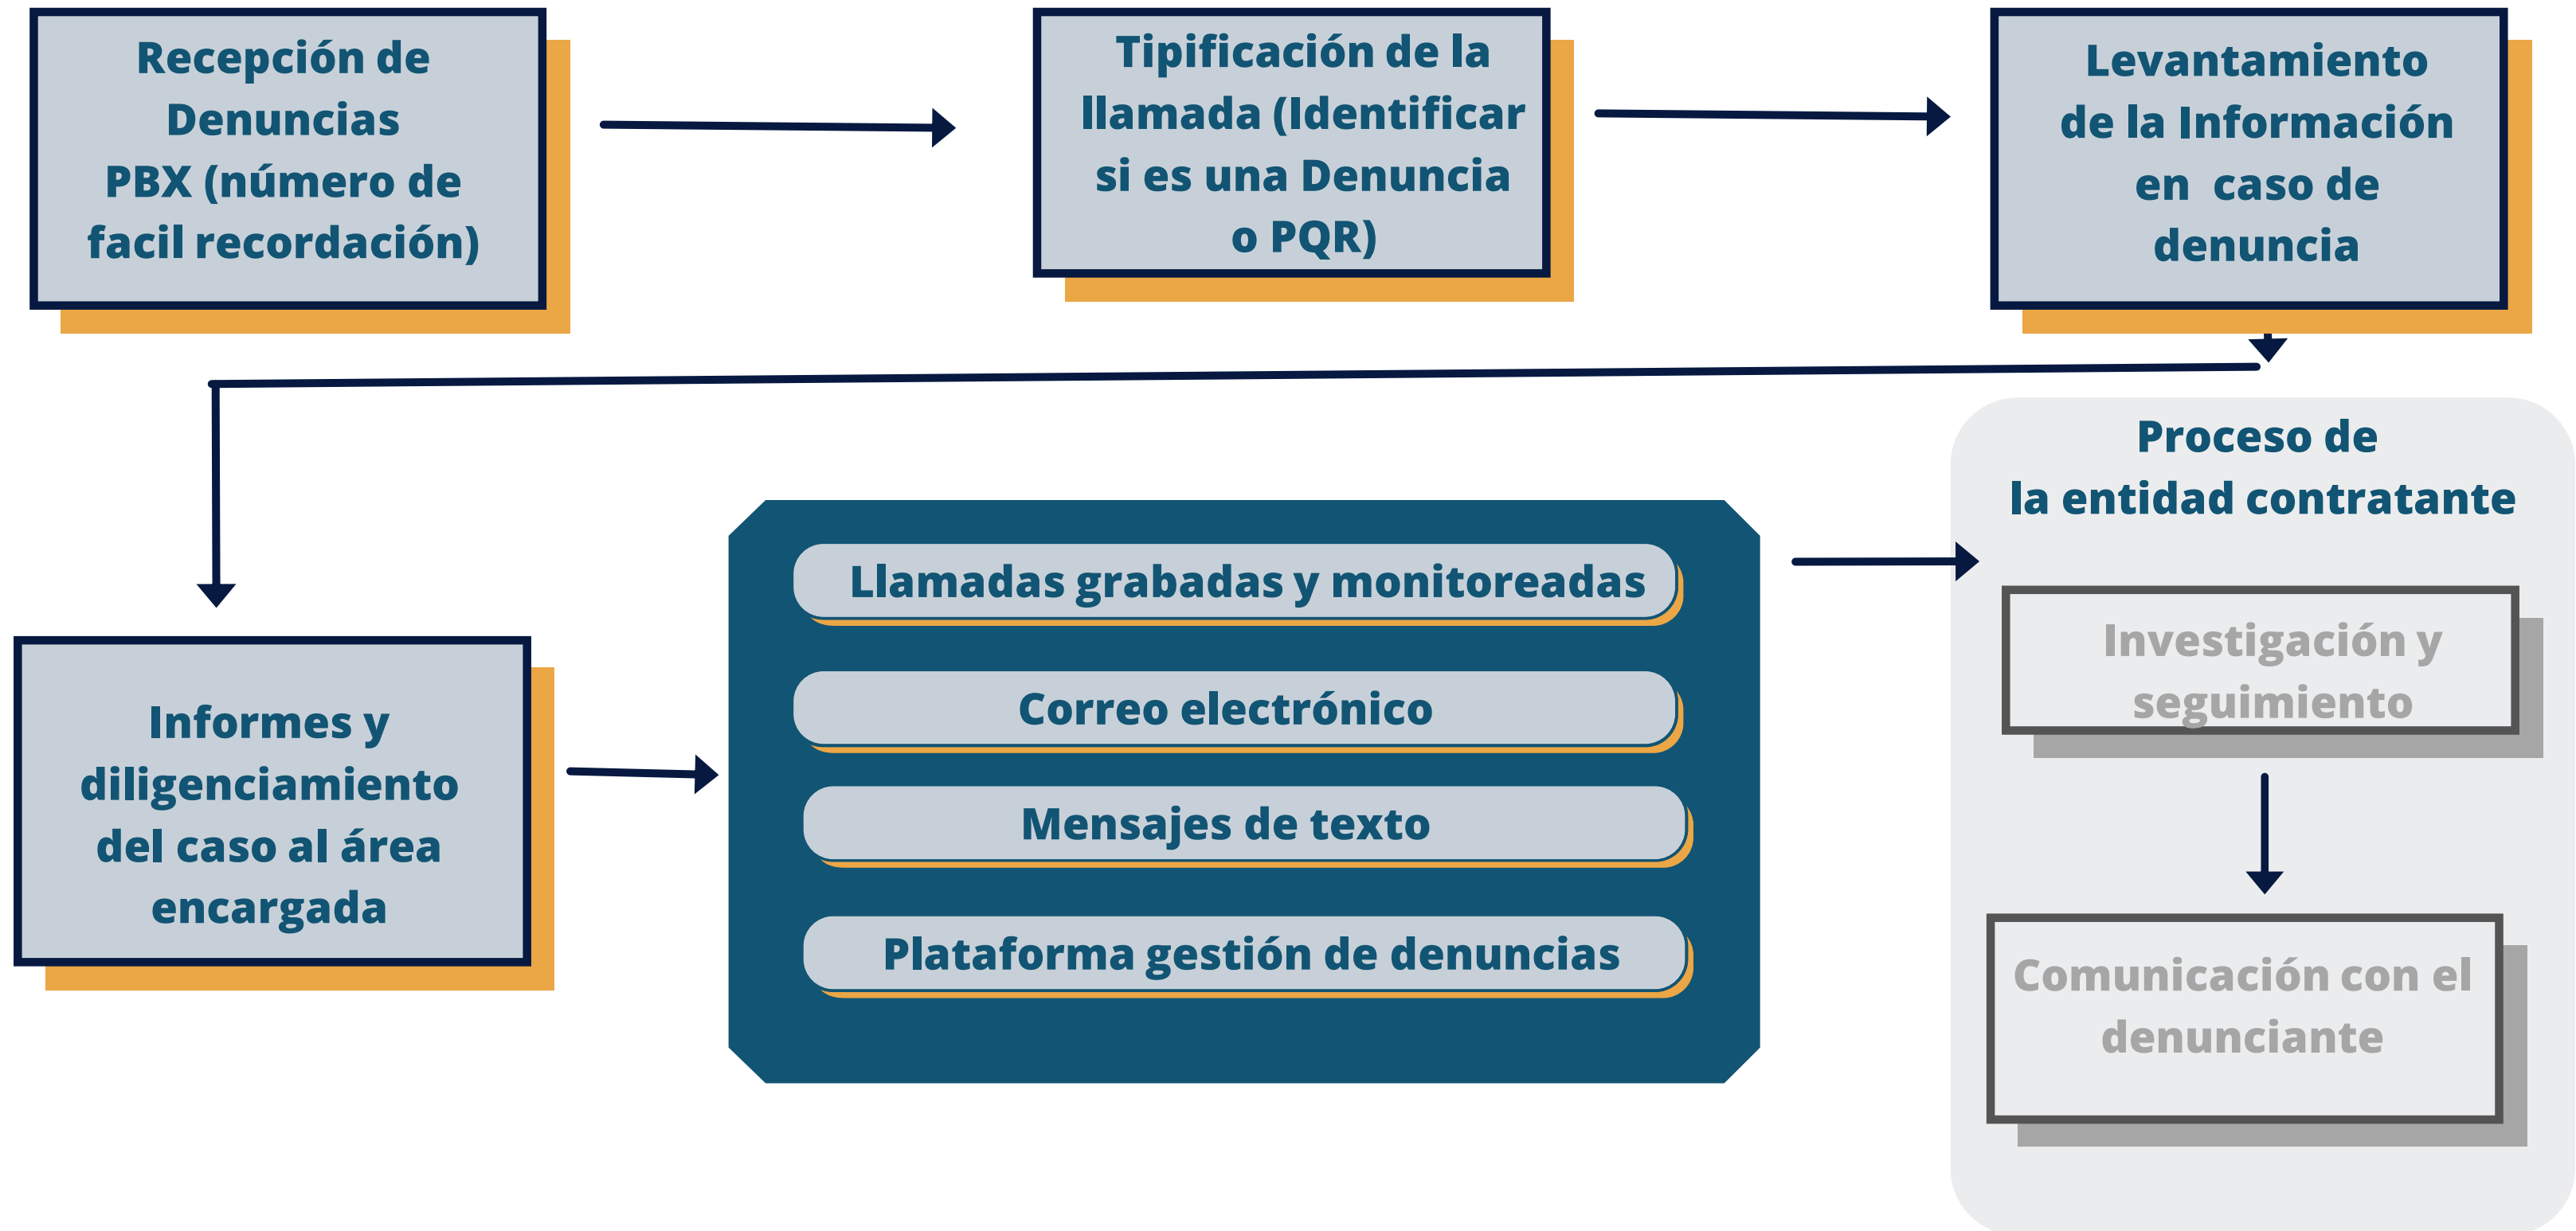 Recepción de
Denuncias
PBX (número de
facil recordación)
Tipificación de la
llamada (Identificar
si es una Denuncia
o PQR)
Levantamiento
de la Información
en  caso de
denuncia
Informes y
diligenciamiento
del caso al área
encargada
Llamadas grabadas y monitoreadas
Correo electrónico
Mensajes de texto
Plataforma gestión de denuncias
Proceso de
la entidad contratante
Investigación y
seguimiento
Comunicación con el
denunciante